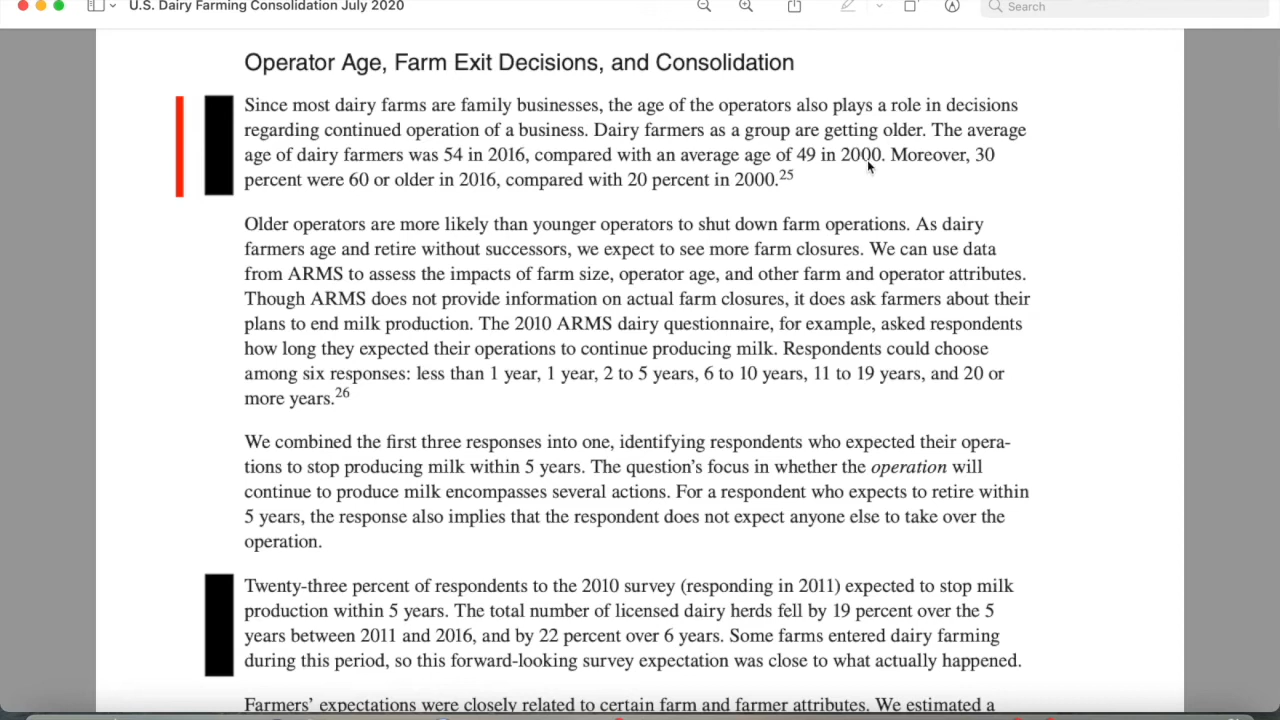 U.S. Dairy Farming Consolidation July 2020
Search
Operator Age, Farm Exit Decisions, and Consolidation
Since most dairy farms are family businesses, the age of the operators also plays a role in decisions
regarding continued operation of a business. Dairy farmers as a group are getting older. The average
age of dairy farmers was 54 in 2016, compared with an average age of 49 in 2000. Moreover, 30
percent were 60 or older in 2016, compared with 20 percent in 2000.25
Older operators are more likely than younger operators to shut down farm operations. As dairy
farmers age and retire without successors, we expect to see more farm closures. We can use data
from ARMS to assess the impacts of farm size, operator age, and other farm and operator attributes.
Though ARMS does not provide information on actual farm closures, it does ask farmers about their
plans to end milk production. The 2010 ARMS dairy questionnaire, for example, asked respondents
how long they expected their operations to continue producing milk. Respondents could choose
among six responses: less than 1 year, 1 year, 2 to 5 years, 6 to 10 years, 11 to 19 years, and 20 or
more years.26
We combined the first three responses into one, identifying respondents who expected their opera-
tions to stop producing milk within 5 years. The question's focus in whether the operation will
continue to produce milk encompasses several actions. For a respondent who expects to retire within
5 years, the response also implies that the respondent does not expect anyone else to take over the
operation.
Twenty-three percent of respondents to the 2010 survey (responding in 2011) expected to stop milk
production within 5 years. The total number of licensed dairy herds fell by 19 percent over the 5
years between 2011 and 2016, and by 22 percent over 6 years. Some farms entered dairy farming
during this period, so this forward-looking survey expectation was close to what actually happened.
Farmers' expectations were closely related to certain farm and farmer attributes. We estimated a